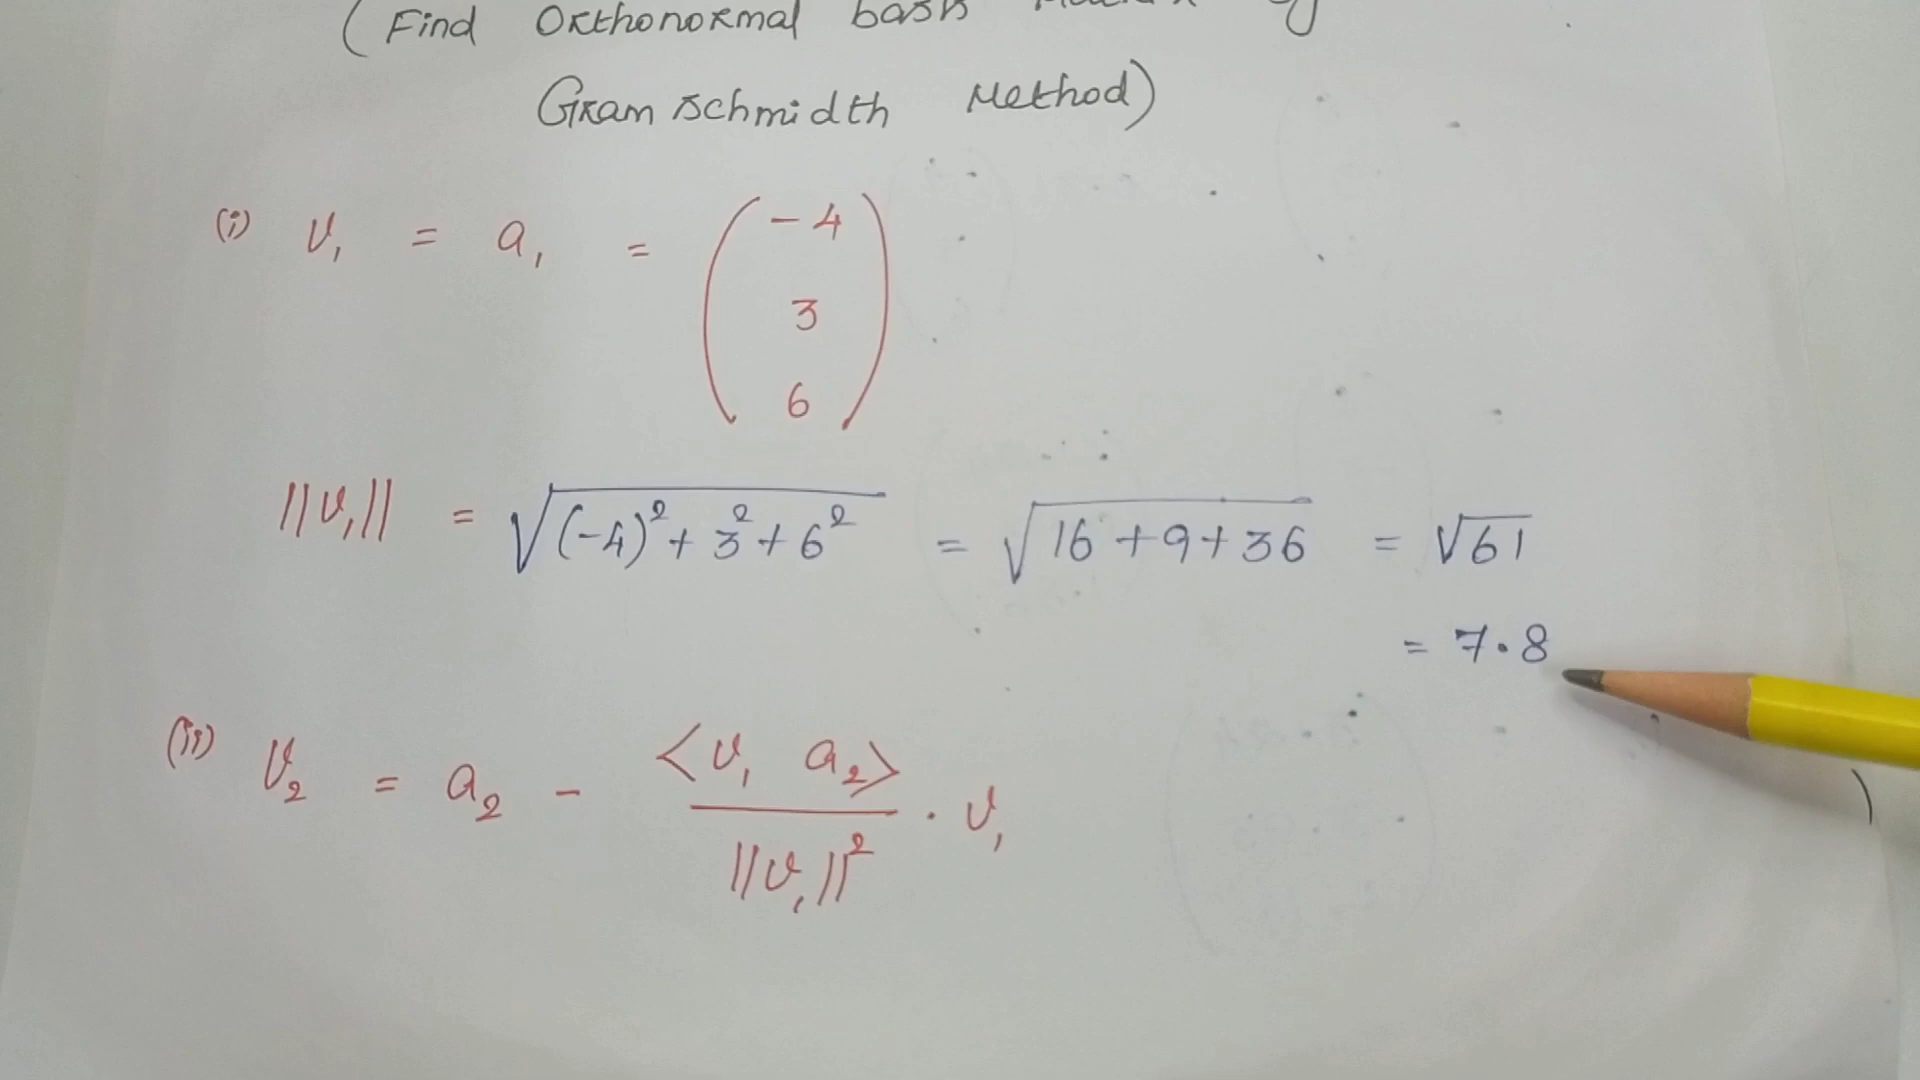 (Find Orthonormal basis
Gram schmidth Method)
(i) v₁ = a₁ = (-4
3
6)
||v₁|| = √(-4)²+3²+6² = √16+9+36 = √61
= 7.8
(ii) v₂ = a₂ - <v₁ a₂> / ||v₁||² . v₁
)